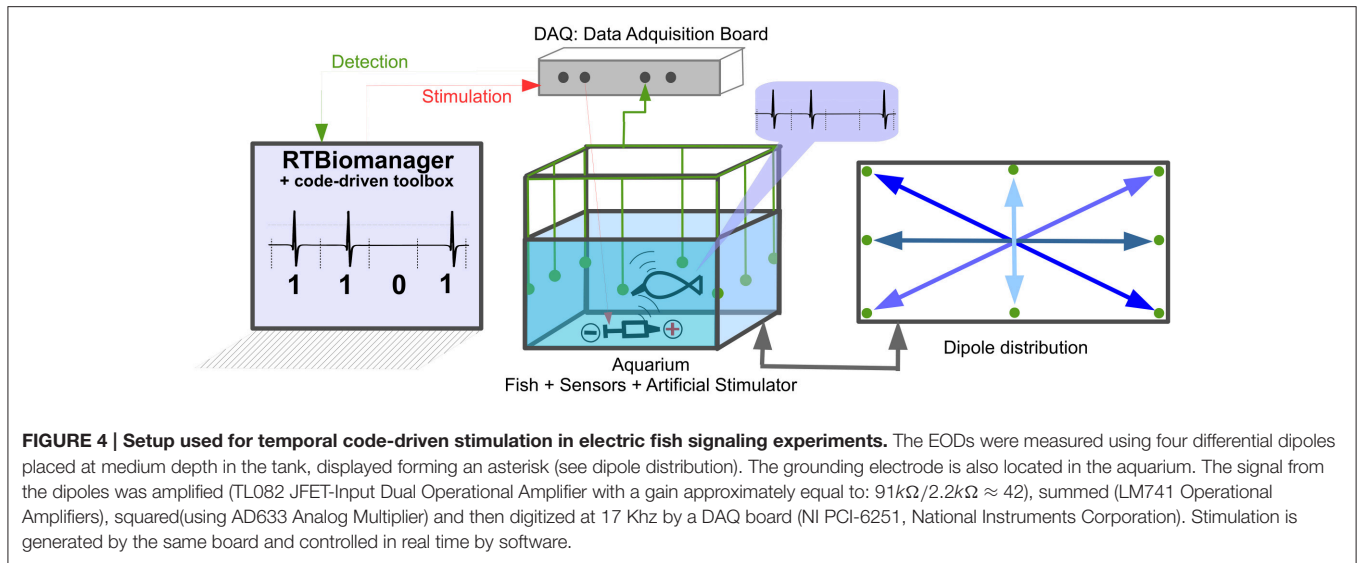 DAQ: Data Adquisition Board
Detection
Stimulation
RTBiomanager
+ code-driven toolbox
1 1 0 1
Aquarium
Fish + Sensors + Artificial Stimulator
Dipole distribution
FIGURE 4 | Setup used for temporal code-driven stimulation in electric fish signaling experiments. The EODs were measured using four differential dipoles
placed at medium depth in the tank, displayed forming an asterisk (see dipole distribution). The grounding electrode is also located in the aquarium. The signal from
the dipoles was amplified (TL082 JFET-Input Dual Operational Amplifier with a gain approximately equal to: 91kΩ/2.2kΩ ≈ 42), summed (LM741 Operational
Amplifiers), squared(using AD633 Analog Multiplier) and then digitized at 17 Khz by a DAQ board (NI PCI-6251, National Instruments Corporation). Stimulation is
generated by the same board and controlled in real time by software.